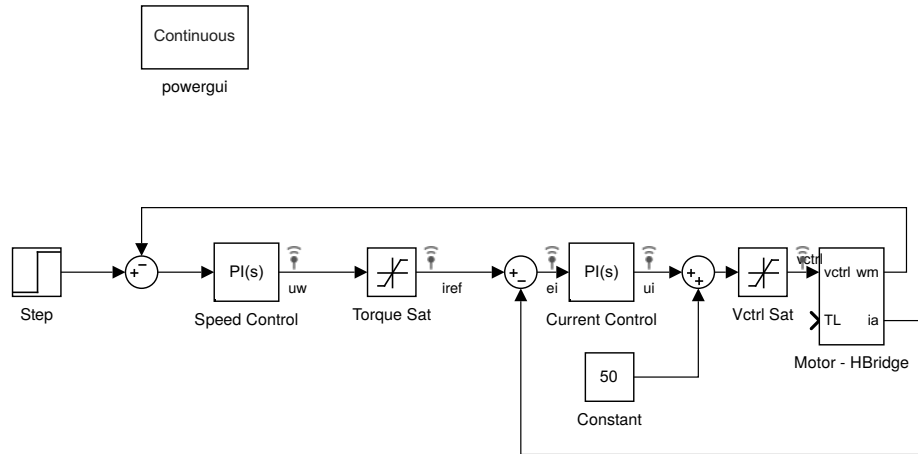 Continuous
powergui
Step
+
−
PI(s)
Speed Control
uw
Torque Sat
iref
+
−
ei
PI(s)
Current Control
ui
+
+
Vctrl Sat
vctrl
vctrl wm
TL ia
Motor - HBridge
50
Constant